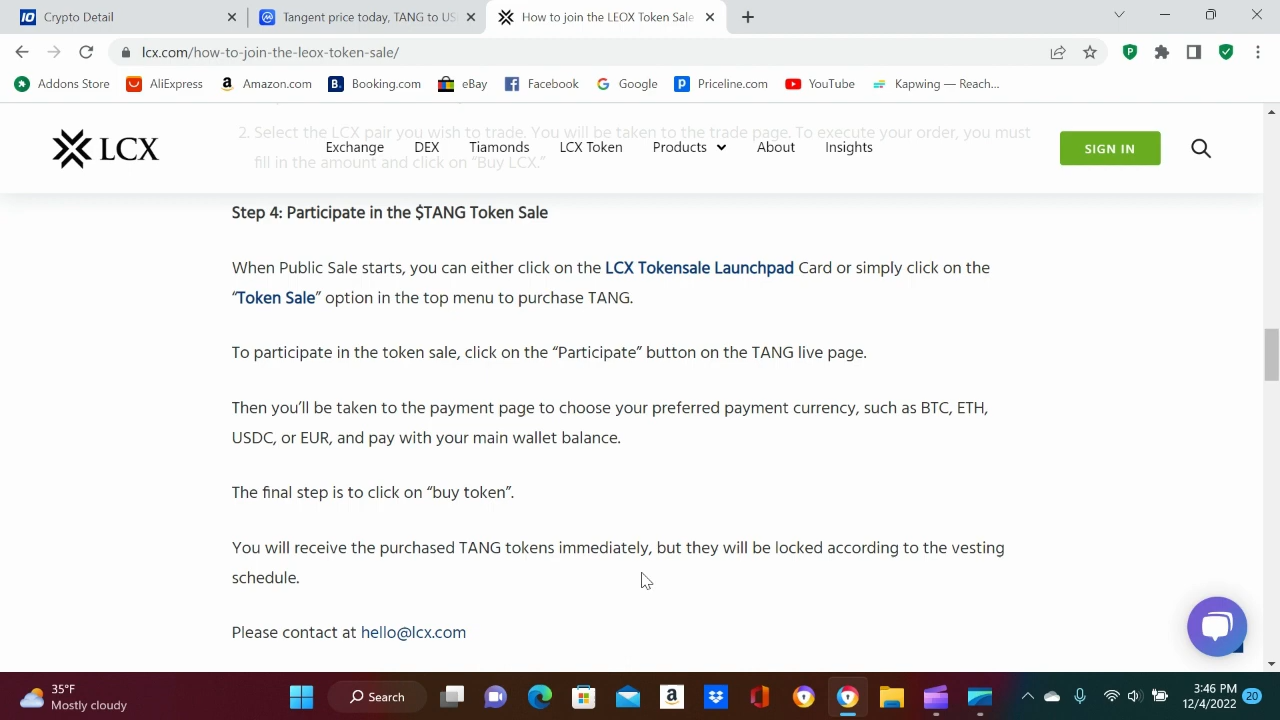 Crypto Detail
Tangent price today, TANG to US
How to join the LEOX Token Sale
lcx.com/how-to-join-the-leox-token-sale/
Addons Store
AliExpress
Amazon.com
Booking.com
eBay
Facebook
Google
Priceline.com
YouTube
Kapwing — Reach...
2. Select the LCX pair you wish to trade. You will be taken to the trade page. To execute your order, you must
fill in the amount and click on “Buy LCX.”
LCX
Exchange
DEX
Tiamonds
LCX Token
Products
About
Insights
SIGN IN
Step 4: Participate in the $TANG Token Sale
When Public Sale starts, you can either click on the LCX Tokensale Launchpad Card or simply click on the
“Token Sale” option in the top menu to purchase TANG.
To participate in the token sale, click on the “Participate” button on the TANG live page.
Then you’ll be taken to the payment page to choose your preferred payment currency, such as BTC, ETH,
USDC, or EUR, and pay with your main wallet balance.
The final step is to click on “buy token”.
You will receive the purchased TANG tokens immediately, but they will be locked according to the vesting
schedule.
Please contact at hello@lcx.com
35°F
Mostly cloudy
Search
3:46 PM
12/4/2022
20